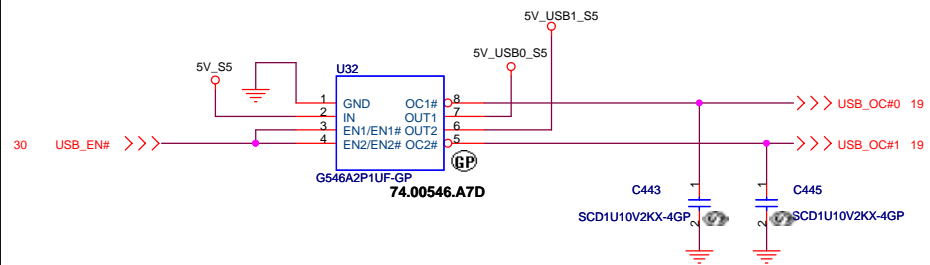 5V_USB1_S5
5V_USB0_S5
5V_S5
U32
1 GND OC1# 8
2 IN OUT1 7
3 EN1/EN1# OUT2 6
4 EN2/EN2# OC2# 5
USB_OC#0 19
30 USB_EN#
USB_OC#1 19
GP
G546A2P1UF-GP
74.00546.A7D
C443
1
SCD1U10V2KX-4GP
2
C445
1
SCD1U10V2KX-4GP
2